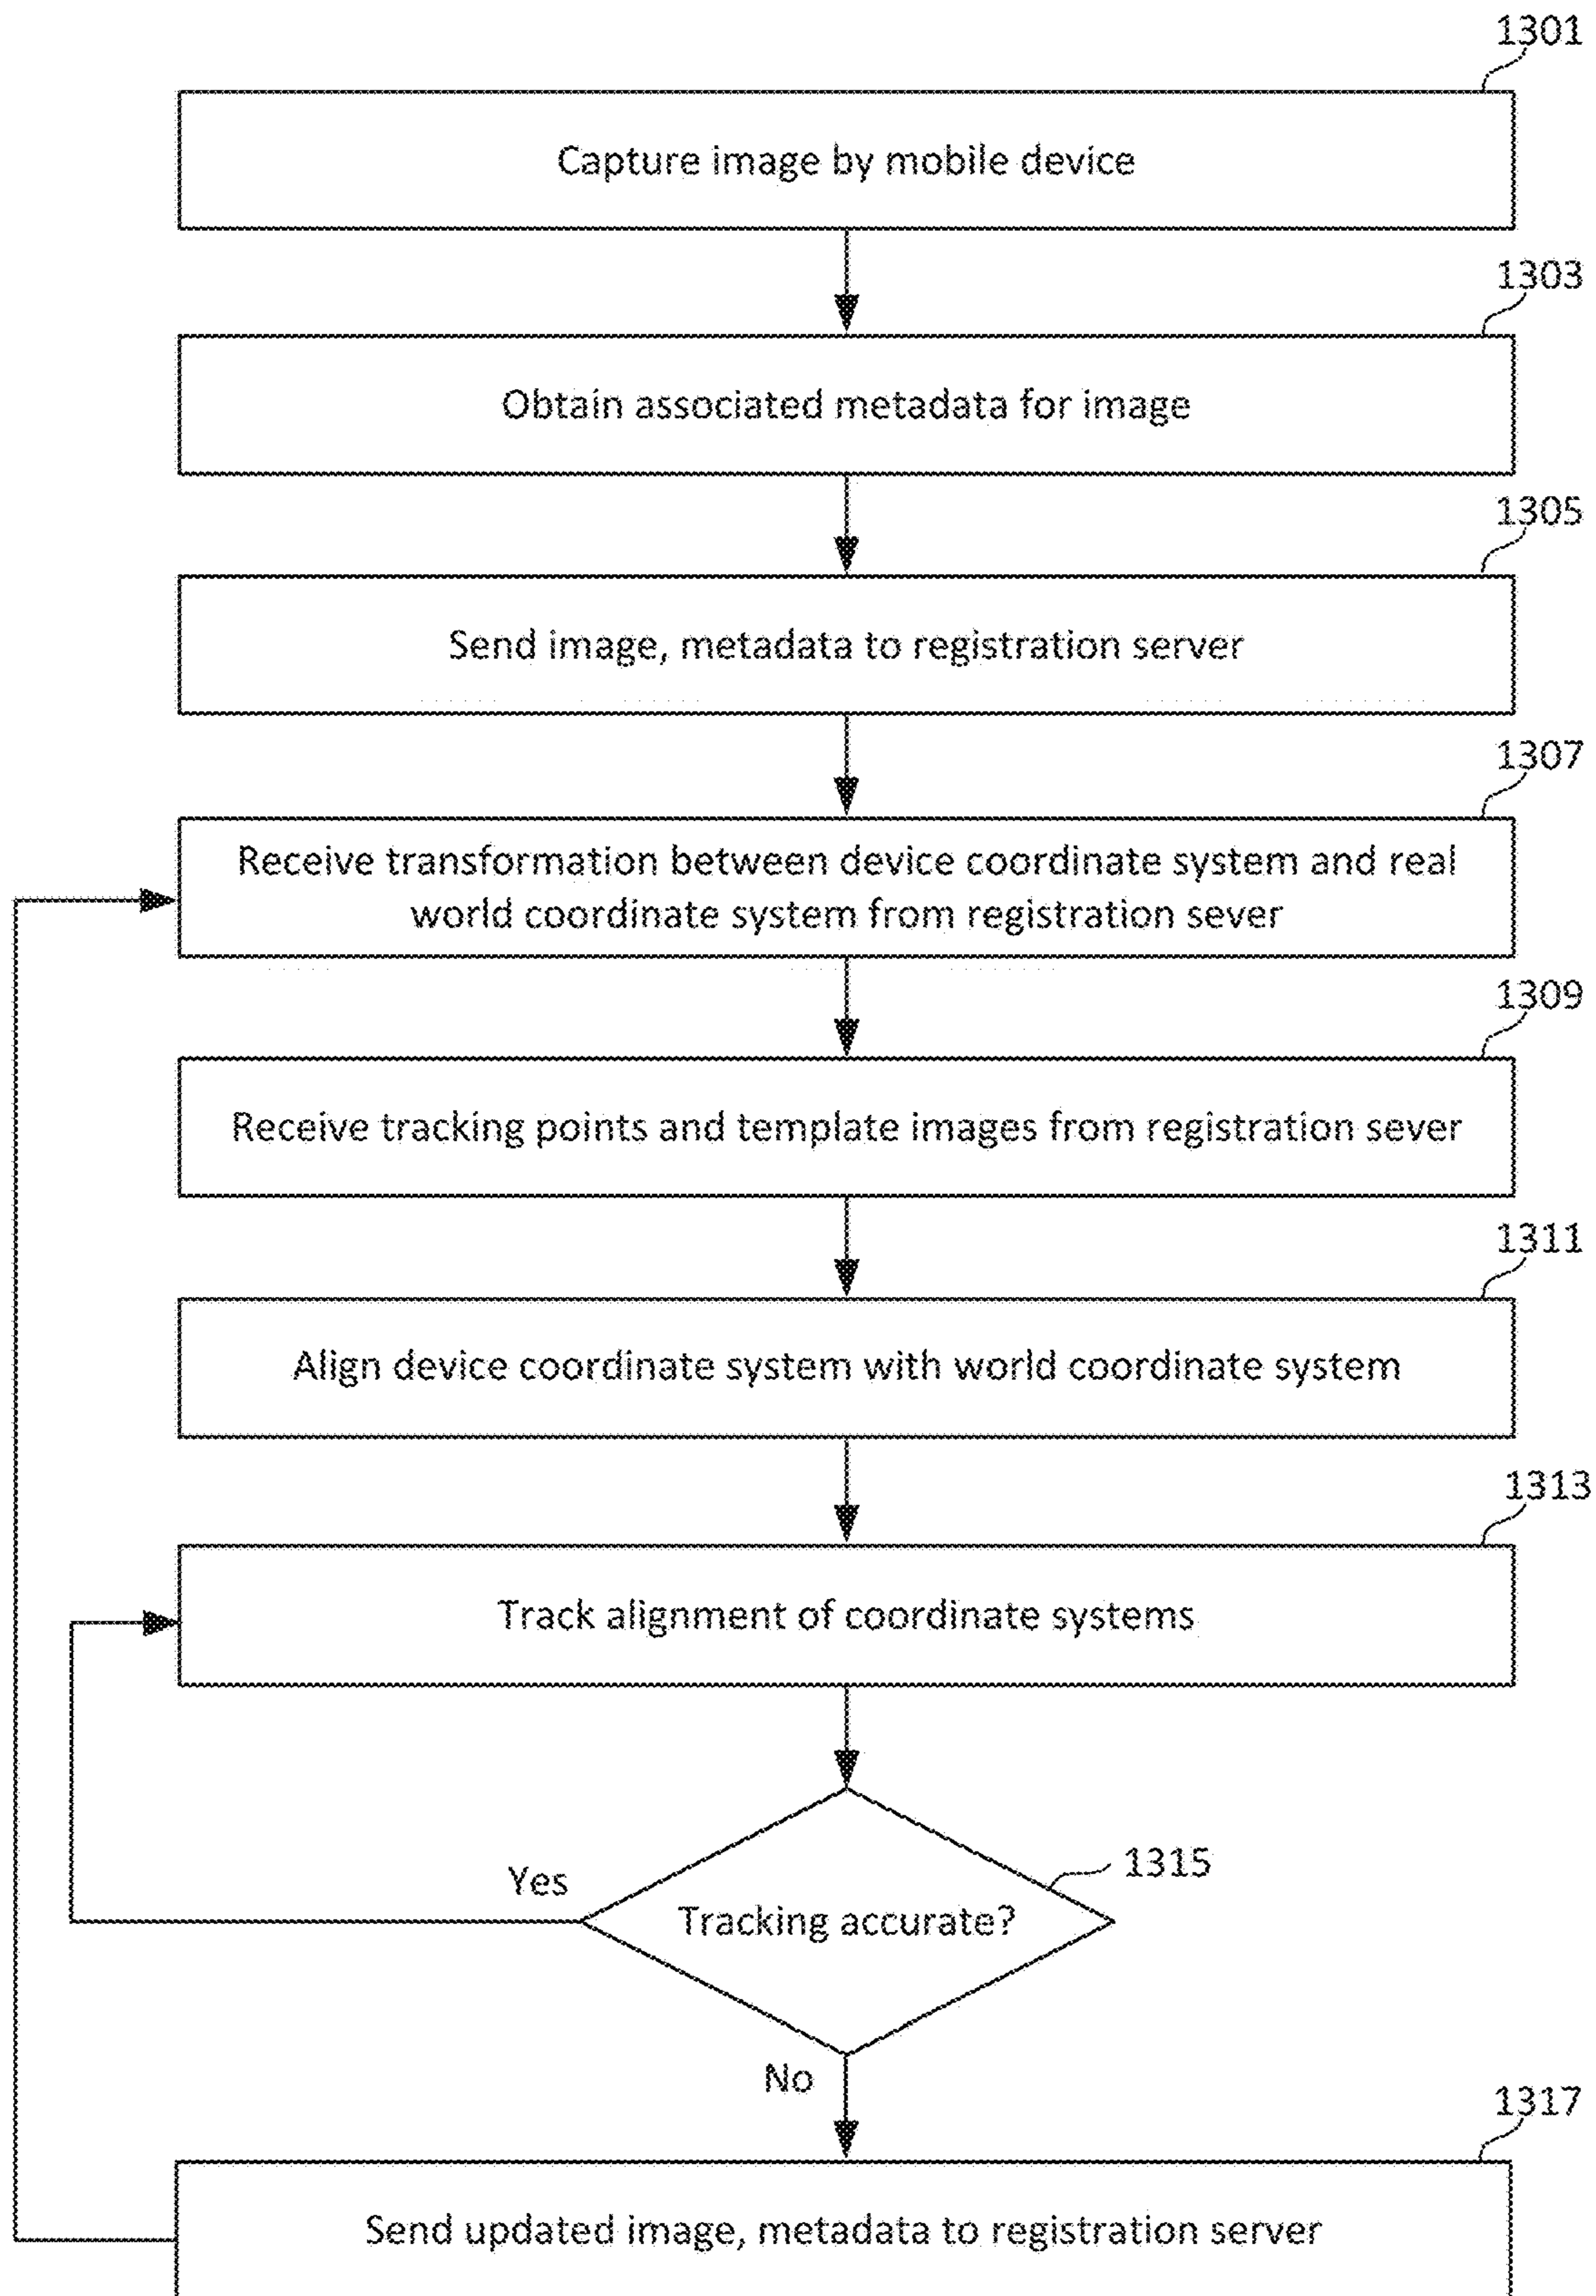 1301
Capture image by mobile device
1303
Obtain associated metadata for image
1305
Send image, metadata to registration server
1307
Receive transformation between device coordinate system and real
world coordinate system from registration sever
1309
Receive tracking points and template images from registration sever
1311
Align device coordinate system with world coordinate system
1313
Track alignment of coordinate systems
1315
Yes
Tracking accurate?
No
1317
Send updated image, metadata to registration server